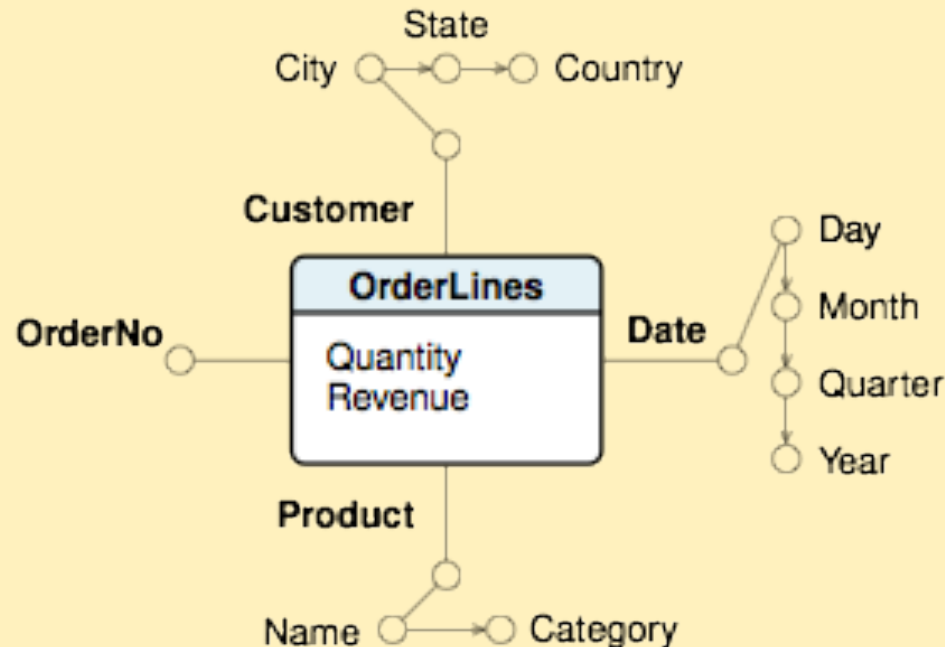 State
City
Country
Customer
OrderLines
Quantity
Revenue
OrderNo
Date
Day
Month
Quarter
Year
Product
Name
Category